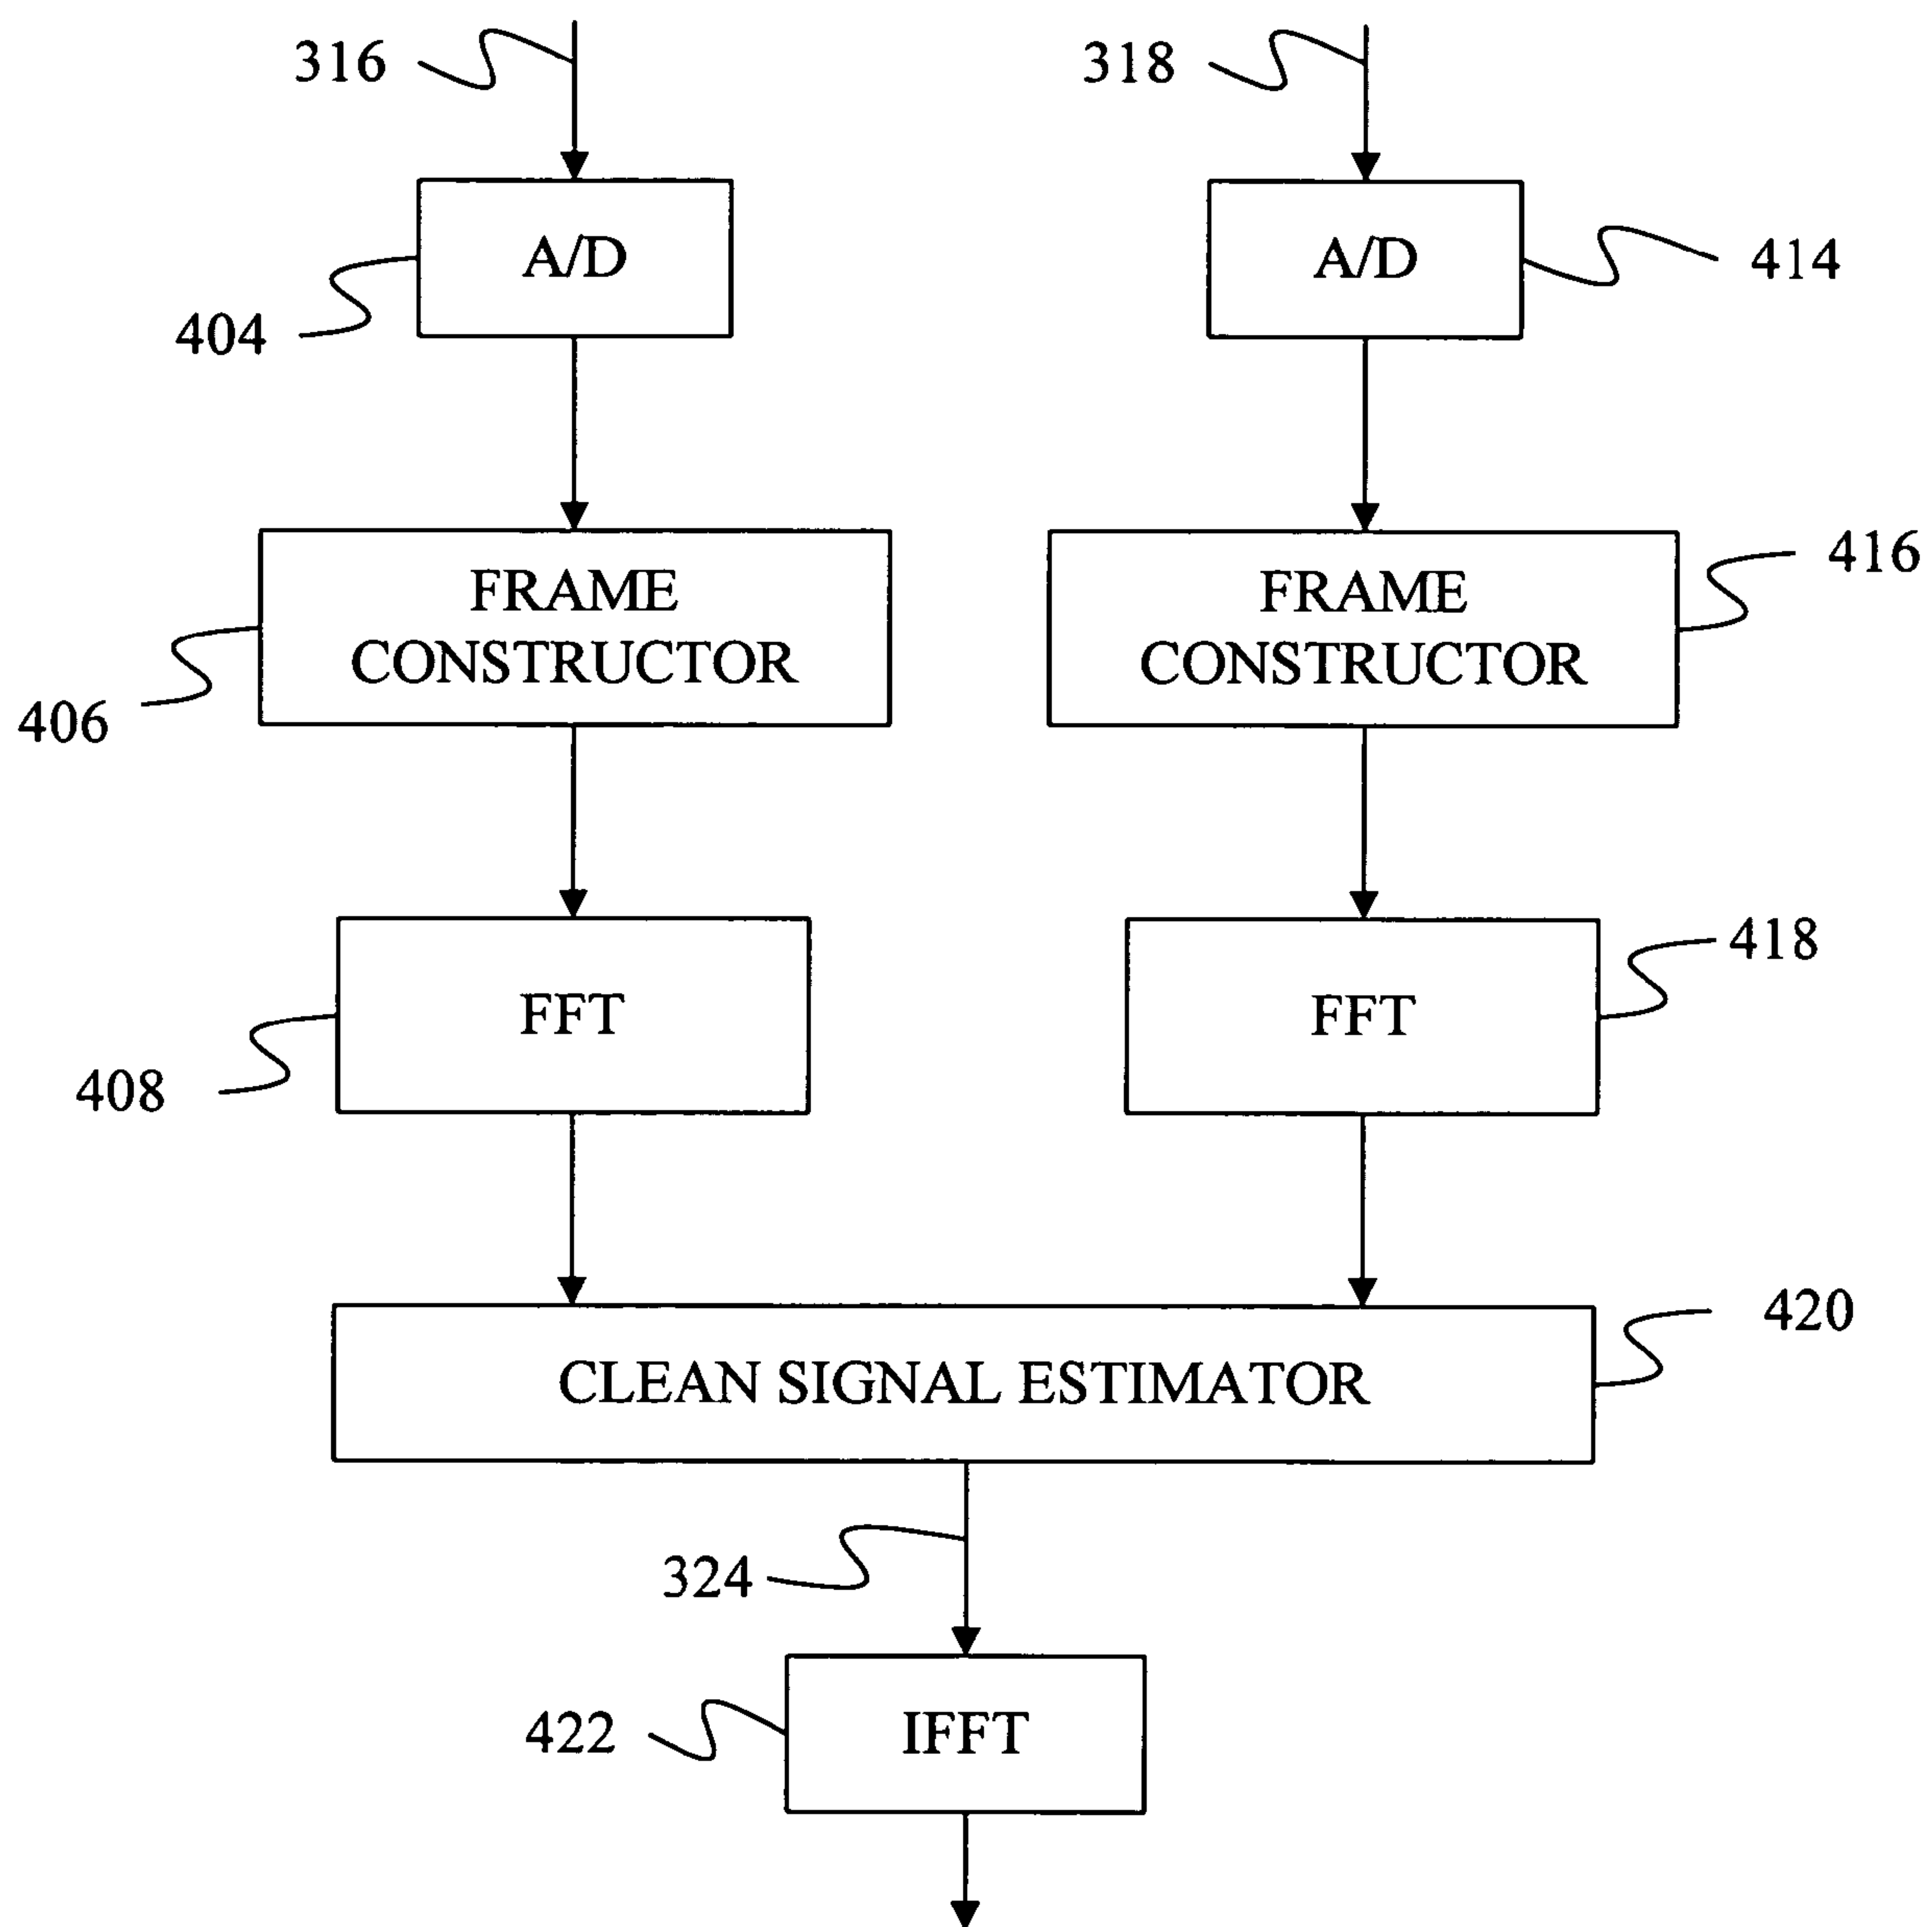 316
318
A/D
A/D
414
404
FRAME
CONSTRUCTOR
FRAME
CONSTRUCTOR
416
406
FFT
FFT
418
408
CLEAN SIGNAL ESTIMATOR
420
324
IFFT
422